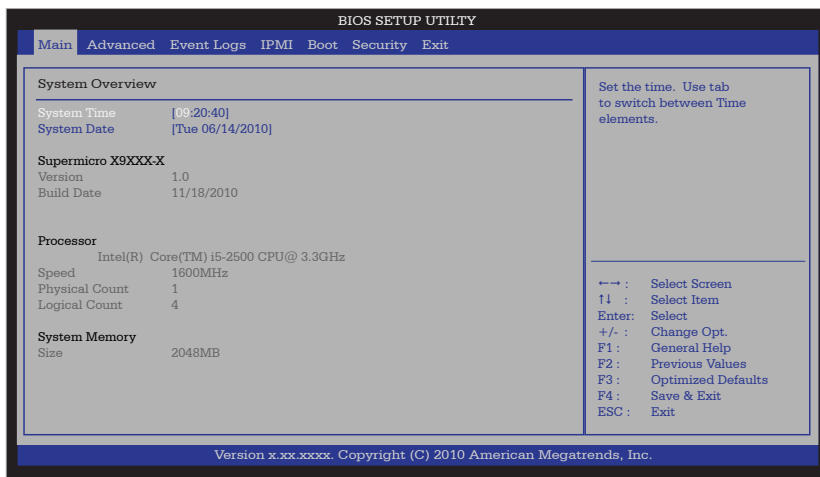 BIOS SETUP UTILTY
Main Advanced Event Logs IPMI Boot Security Exit
System Overview
System Time [09:20:40]
System Date [Tue 06/14/2010]
Supermicro X9XXX-X
Version 1.0
Build Date 11/18/2010
Processor
Intel(R) Core(TM) i5-2500 CPU@ 3.3GHz
Speed 1600MHz
Physical Count 1
Logical Count 4
System Memory
Size 2048MB
Set the time. Use tab
to switch between Time
elements.
←→ : Select Screen
↑↓ : Select Item
Enter: Select
+/- : Change Opt.
F1 : General Help
F2 : Previous Values
F3 : Optimized Defaults
F4 : Save & Exit
ESC : Exit
Version x.xx.xxxx. Copyright (C) 2010 American Megatrends, Inc.